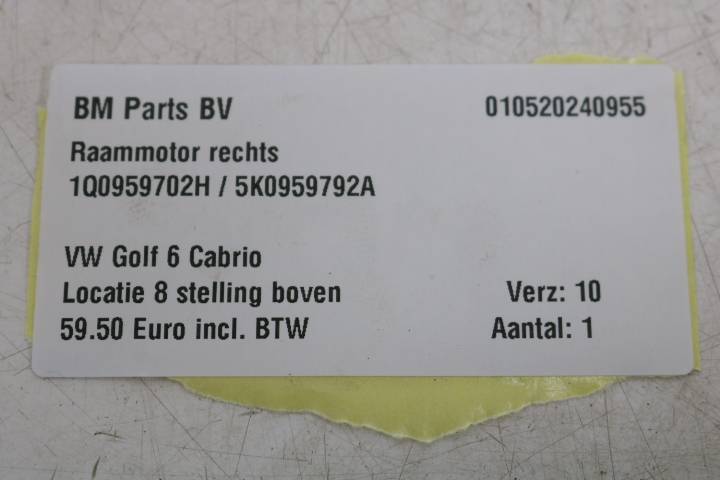 BM Parts BV 010520240955
Raammotor rechts
1Q0959702H / 5K0959792A
VW Golf 6 Cabrio
Locatie 8 stelling boven Verz: 10
59.50 Euro incl. BTW Aantal: 1